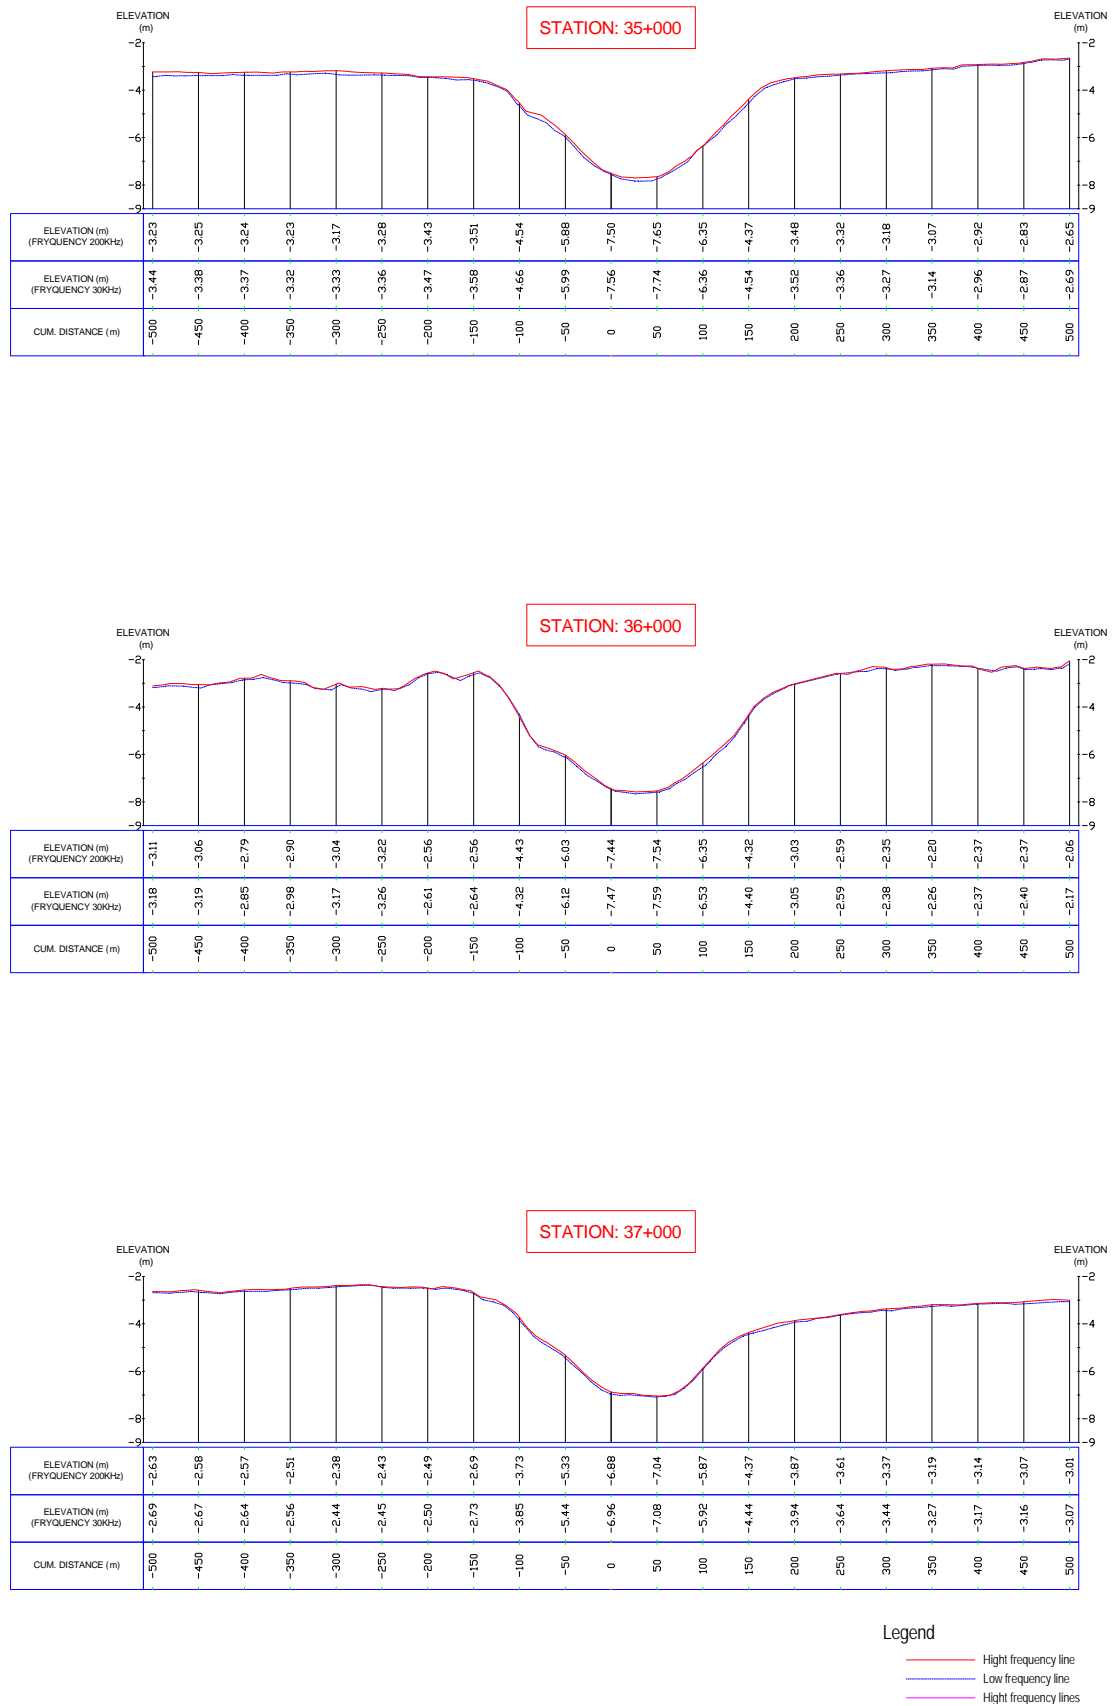 ELEVATION
(m)
STATION: 35+000
ELEVATION
(m)
-2
-4
-6
-8
-9
-2
-4
-6
-8
-9
ELEVATION (m)
(FRYQUENCY 200KHz)
-3.23 -3.25 -3.24 -3.23 -3.17 -3.28 -3.43 -3.51 -4.54 -5.88 -7.50 -7.65 -6.35 -4.37 -3.48 -3.32 -3.18 -3.07 -2.92 -2.83 -2.65
ELEVATION (m)
(FRYQUENCY 30KHz)
-3.44 -3.38 -3.37 -3.32 -3.33 -3.36 -3.47 -3.58 -4.66 -5.99 -7.56 -7.74 -6.36 -4.54 -3.52 -3.36 -3.27 -3.14 -2.96 -2.87 -2.69
CUM. DISTANCE (m)
-500 -450 -400 -350 -300 -250 -200 -150 -100 -50 0 50 100 150 200 250 300 350 400 450 500
ELEVATION
(m)
STATION: 36+000
ELEVATION
(m)
-2
-4
-6
-8
-9
-2
-4
-6
-8
-9
ELEVATION (m)
(FRYQUENCY 200KHz)
-3.11 -3.06 -2.79 -2.90 -3.04 -3.22 -2.56 -2.56 -4.43 -6.03 -7.44 -7.54 -6.35 -4.32 -3.03 -2.59 -2.35 -2.20 -2.37 -2.37 -2.06
ELEVATION (m)
(FRYQUENCY 30KHz)
-3.18 -3.19 -2.85 -2.98 -3.17 -3.26 -2.61 -2.64 -4.32 -6.12 -7.47 -7.59 -6.53 -4.40 -3.05 -2.59 -2.38 -2.26 -2.37 -2.40 -2.17
CUM. DISTANCE (m)
-500 -450 -400 -350 -300 -250 -200 -150 -100 -50 0 50 100 150 200 250 300 350 400 450 500
ELEVATION
(m)
STATION: 37+000
ELEVATION
(m)
-2
-4
-6
-8
-9
-2
-4
-6
-8
-9
ELEVATION (m)
(FRYQUENCY 200KHz)
-2.63 -2.58 -2.57 -2.51 -2.38 -2.43 -2.49 -2.69 -3.73 -5.33 -6.88 -7.04 -5.87 -4.37 -3.87 -3.61 -3.37 -3.19 -3.14 -3.07 -3.01
ELEVATION (m)
(FRYQUENCY 30KHz)
-2.69 -2.67 -2.64 -2.56 -2.44 -2.45 -2.50 -2.73 -3.85 -5.44 -6.96 -7.08 -5.92 -4.44 -3.94 -3.64 -3.44 -3.27 -3.17 -3.16 -3.07
CUM. DISTANCE (m)
-500 -450 -400 -350 -300 -250 -200 -150 -100 -50 0 50 100 150 200 250 300 350 400 450 500
Legend
Hight frequency line
Low frequency line
Hight frequency lines